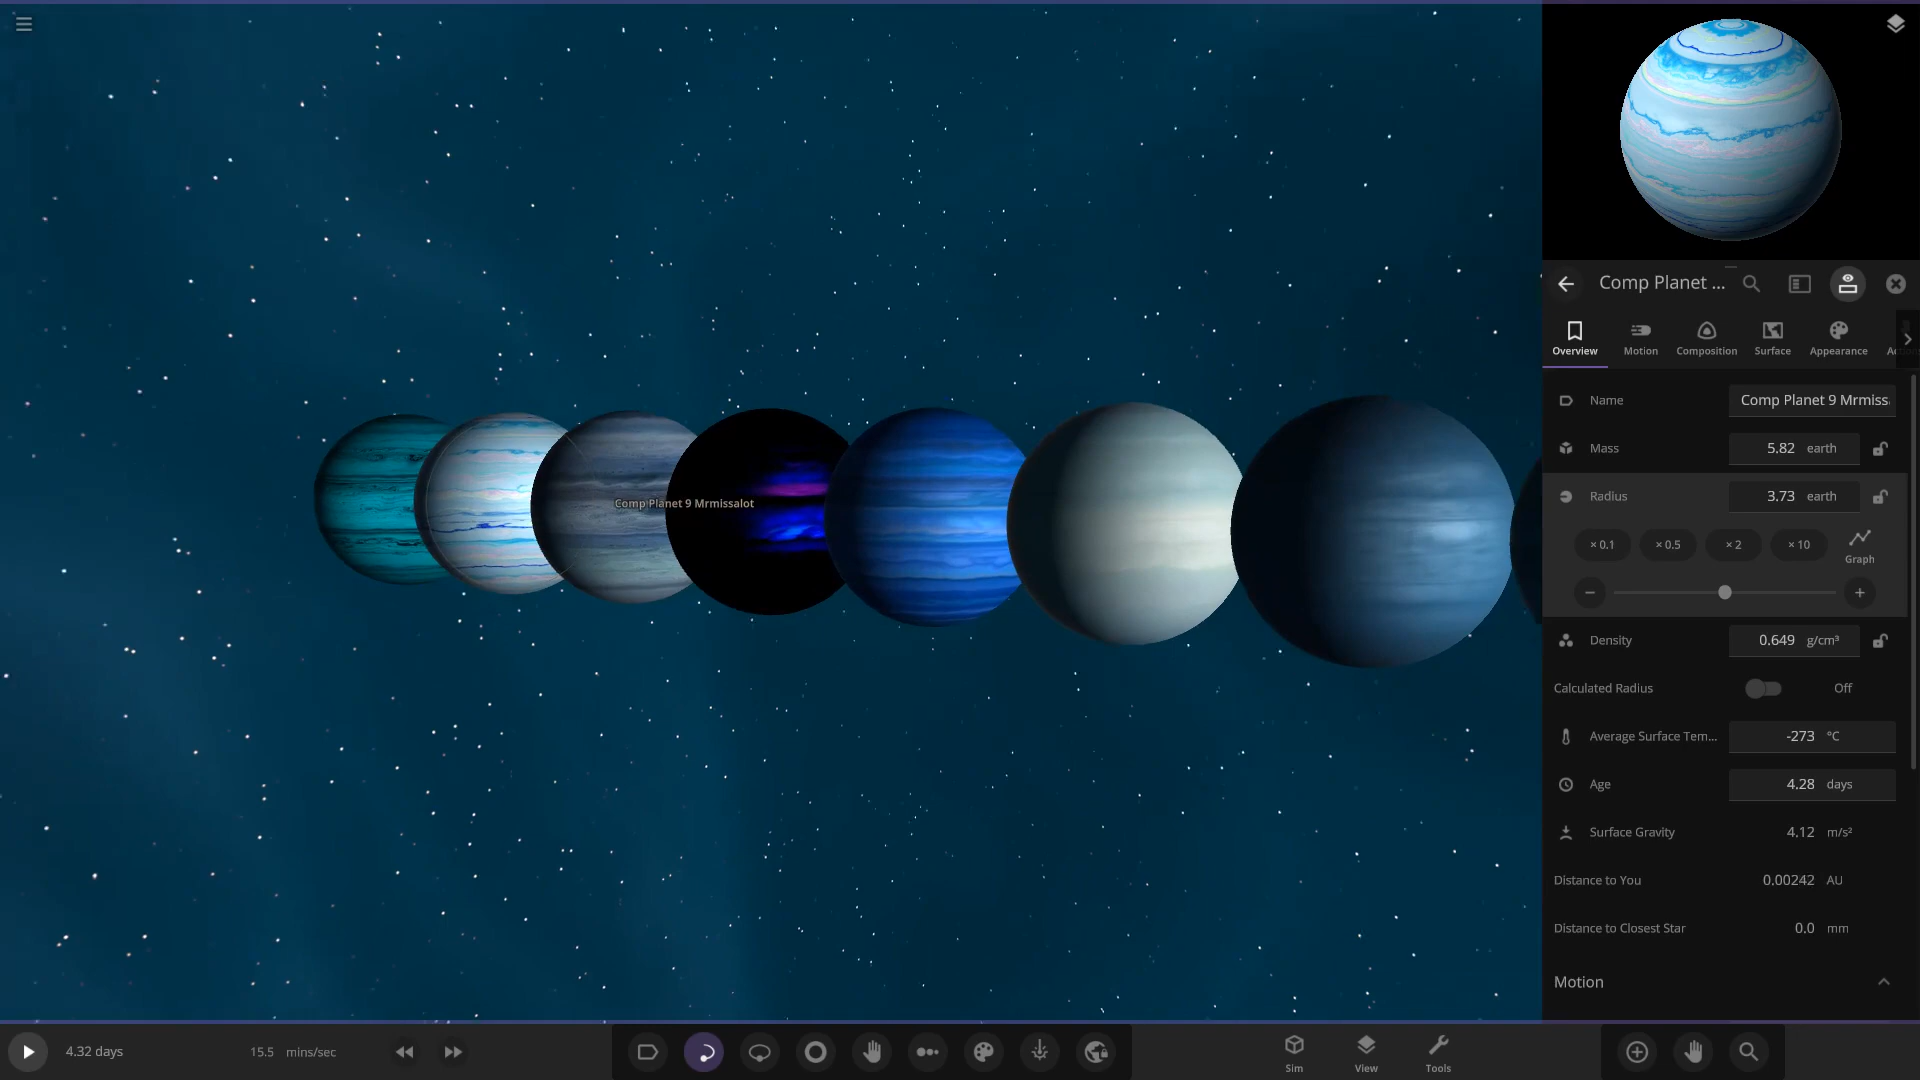 Comp Planet ...
Overview
Motion
Composition
Surface
Appearance
Name
Comp Planet 9 Mrmiss
Mass
5.82 earth
Radius
3.73 earth
× 0.1
× 0.5
× 2
× 10
Graph
Density
0.649 g/cm³
Calculated Radius
Off
Average Surface Tem...
-273 °C
Age
4.28 days
Surface Gravity
4.12 m/s²
Distance to You
0.00242 AU
Distance to Closest Star
0.0 mm
Motion
Comp Planet 9 Mrmissalot
4.32 days
15.5 mins/sec
Sim
View
Tools